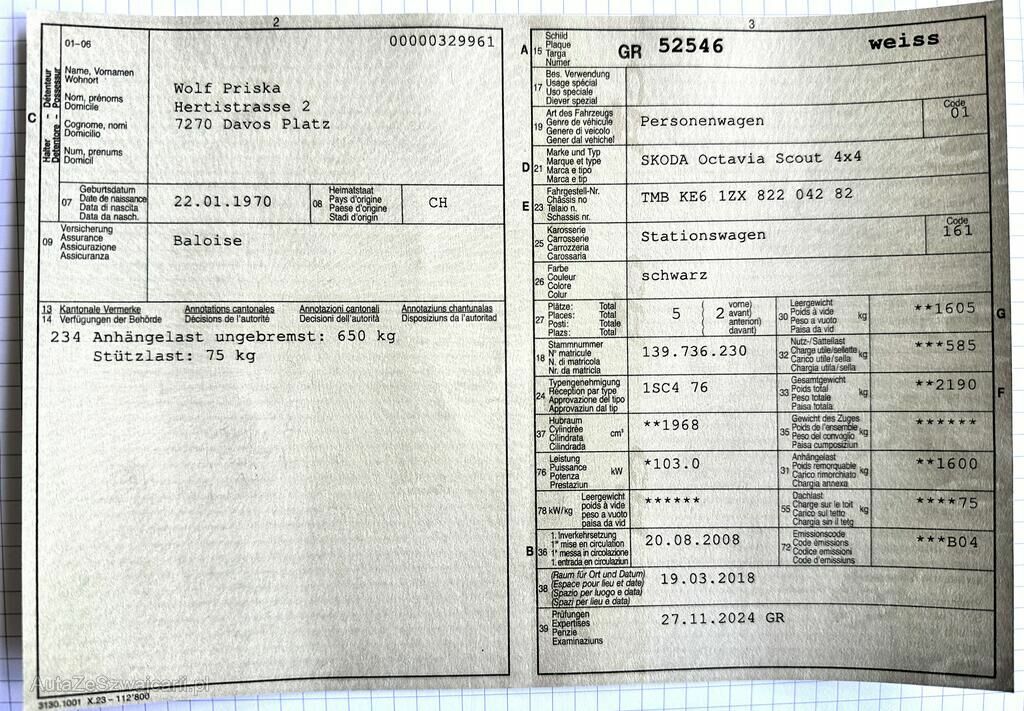 2
01-06
00000329961
C
Halter - Détenteur
Detentore - Possessur
Name, Vornamen
Wohnort
Nom, prénoms
Domicile
Cognome, nomi
Domicilio
Num, prenums
Domicil
Wolf Priska
Hertistrasse 2
7270 Davos Platz
07
Geburtsdatum
Date de naissance
Data di nascita
Data da nasch.
22.01.1970
08
Heimatstaat
Pays d'origine
Paese d'origine
Stadi d'origin
CH
09
Versicherung
Assurance
Assicurazione
Assicuranza
Baloise
13 Kantonale Vermerke Annotations cantonales Annotazioni cantonali Annotaziuns chantunalas
14 Verfügungen der Behörde Décisions de l'autorité Decisioni dell'autorità Disposiziuns da l'autoritad
234 Anhängelast ungebremst: 650 kg
Stützlast: 75 kg
AutaZeSzwajcarii.pl
3130.1001 X.23 – 112'800
3
A
15
Schild
Plaque
Targa
Numer
GR 52546
weiss
17
Bes. Verwendung
Usage spécial
Uso speciale
Diever spezial
19
Art des Fahrzeugs
Genre de véhicule
Genere di veicolo
Gener dal vehichel
Personenwagen
Code
01
D
21
Marke und Typ
Marque et type
Marca e tipo
Marca e tip
SKODA Octavia Scout 4x4
E
23
Fahrgestell-Nr.
Châssis no
Telaio n.
Schassis nr.
TMB KE6 1ZX 822 042 82
25
Karosserie
Carrosserie
Carrozzeria
Carossaria
Stationswagen
Code
161
26
Farbe
Couleur
Colore
Colur
schwarz
27
Plätze: Total
Places: Total
Posti: Totale
Plazs: Total
5
2
vorne)
avant)
anteriori)
davant)
30
Leergewicht
Poids à vide
Peso a vuoto
Paisa da vid
kg
**1605
G
18
Stammnummer
N° matricule
N. di matricola
Nr. da matricla
139.736.230
32
Nutz-/Sattellast
Charge utile/sellette
Carico utile/sella
Chargia utila/sella
kg
***585
24
Typengenehmigung
Réception par type
Approvazione del tipo
Approvaziun dal tip
1SC4 76
33
Gesamtgewicht
Poids total
Peso totale
Paisa totala
kg
**2190
F
37
Hubraum
Cylindrée
Cilindrata
Cilindrada
cm³
**1968
35
Gewicht des Zuges
Poids de l'ensemble
Peso del convoglio
Paisa cumposiziun
kg
******
76
Leistung
Puissance
Potenza
Prestaziun
kW
*103.0
31
Anhängelast
Poids remorquable
Carico rimorchiato
Chargia annexa
kg
**1600
78 kW/kg
Leergewicht
poids à vide
peso a vuoto
paisa da vid
******
55
Dachlast
Charge sur le toit
Carico sul tetto
Chargia sin il tetg
kg
****75
B
36
1. Inverkehrsetzung
1re mise en circulation
1a messa in circolazione
1. entrada en circulaziun
20.08.2008
72
Emissionscode
Code émissions
Codice emissioni
Code d'emissiuns
***B04
38
(Raum für Ort und Datum)
(Espace pour lieu et date)
(Spazio per luogo e data)
(Spazi per lieu e data)
19.03.2018
39
Prüfungen
Expertises
Perizie
Examinaziuns
27.11.2024 GR